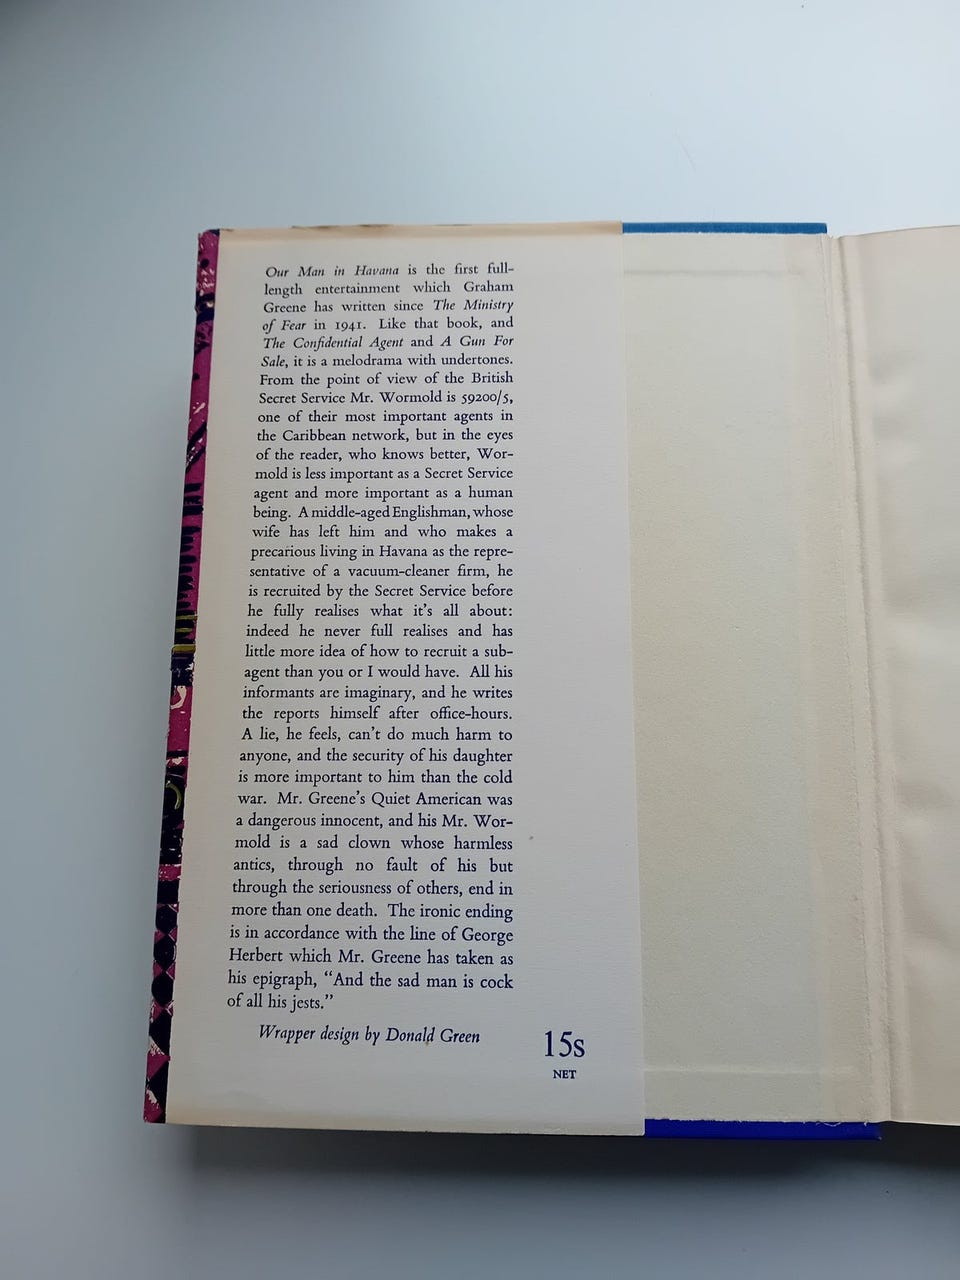 Our Man in Havana is the first full-
length entertainment which Graham
Greene has written since The Ministry
of Fear in 1941. Like that book, and
The Confidential Agent and A Gun For
Sale, it is a melodrama with undertones.
From the point of view of the British
Secret Service Mr. Wormold is 59200/5,
one of their most important agents in
the Caribbean network, but in the eyes
of the reader, who knows better, Wor-
mold is less important as a Secret Service
agent and more important as a human
being. A middle-aged Englishman, whose
wife has left him and who makes a
precarious living in Havana as the repre-
sentative of a vacuum-cleaner firm, he
is recruited by the Secret Service before
he fully realises what it's all about:
indeed he never full realises and has
little more idea of how to recruit a sub-
agent than you or I would have. All his
informants are imaginary, and he writes
the reports himself after office-hours.
A lie, he feels, can't do much harm to
anyone, and the security of his daughter
is more important to him than the cold
war. Mr. Greene's Quiet American was
a dangerous innocent, and his Mr. Wor-
mold is a sad clown whose harmless
antics, through no fault of his but
through the seriousness of others, end in
more than one death. The ironic ending
is in accordance with the line of George
Herbert which Mr. Greene has taken as
his epigraph, "And the sad man is cock
of all his jests."
Wrapper design by Donald Green
15s
NET